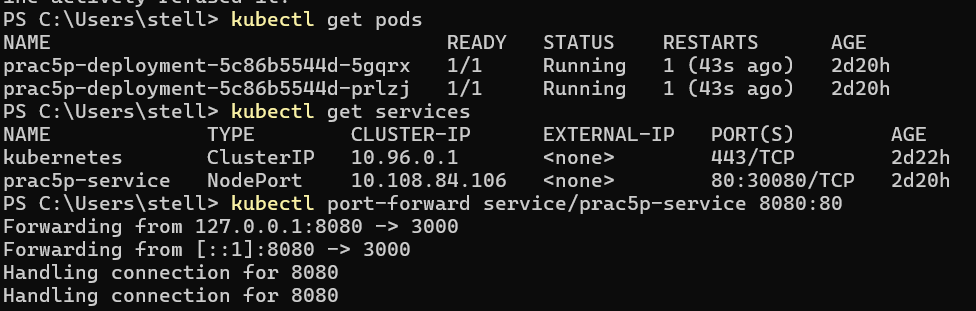 PS C:\Users\stell> kubectl get pods
NAME READY STATUS RESTARTS AGE
prac5p-deployment-5c86b5544d-5gqrx 1/1 Running 1 (43s ago) 2d20h
prac5p-deployment-5c86b5544d-prlzj 1/1 Running 1 (43s ago) 2d20h
PS C:\Users\stell> kubectl get services
NAME TYPE CLUSTER-IP EXTERNAL-IP PORT(S) AGE
kubernetes ClusterIP 10.96.0.1 <none> 443/TCP 2d22h
prac5p-service NodePort 10.108.84.106 <none> 80:30080/TCP 2d20h
PS C:\Users\stell> kubectl port-forward service/prac5p-service 8080:80
Forwarding from 127.0.0.1:8080 -> 3000
Forwarding from [::1]:8080 -> 3000
Handling connection for 8080
Handling connection for 8080